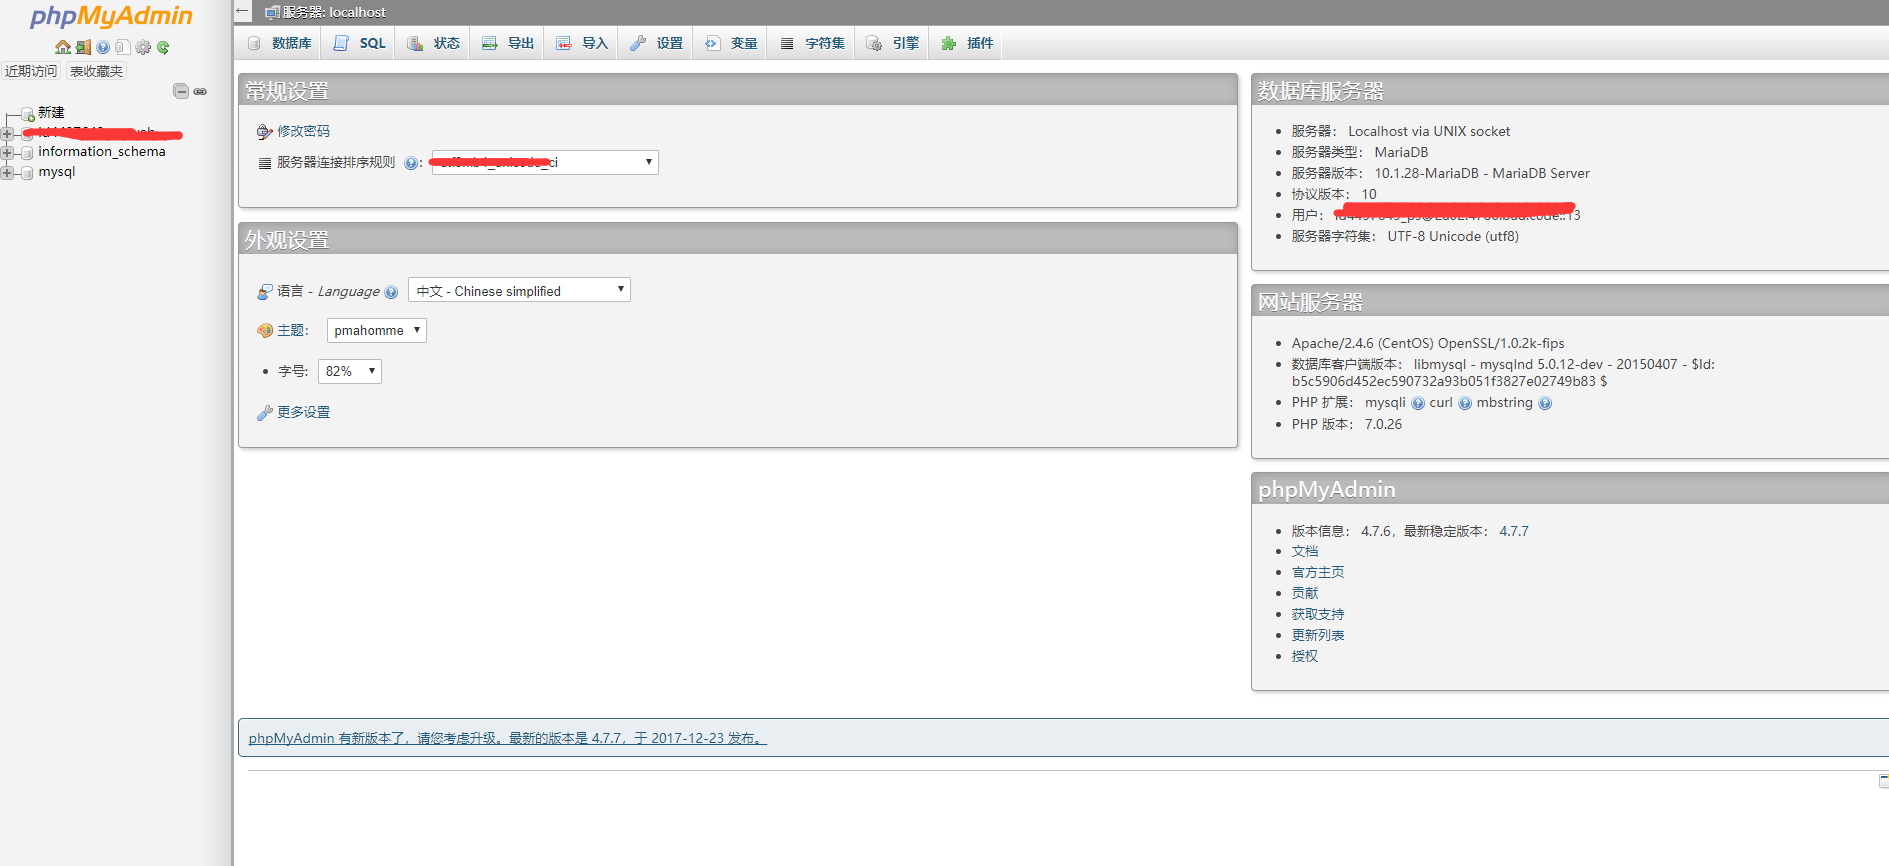 phpMyAdmin
近期访问 表收藏夹
新建
information_schema
mysql
服务器: localhost
数据库 SQL 状态 导出 导入 设置 变量 字符集 引擎 插件
常规设置
修改密码
服务器连接排序规则 :
外观设置
语言 - Language 中文 - Chinese simplified
主题： pmahomme
字号: 82%
更多设置
数据库服务器
服务器： Localhost via UNIX socket
服务器类型： MariaDB
服务器版本： 10.1.28-MariaDB - MariaDB Server
协议版本： 10
用户：
服务器字符集： UTF-8 Unicode (utf8)
网站服务器
Apache/2.4.6 (CentOS) OpenSSL/1.0.2k-fips
数据库客户端版本： libmysql - mysqlnd 5.0.12-dev - 20150407 - $Id:
b5c5906d452ec590732a93b051f3827e02749b83 $
PHP 扩展： mysqli curl mbstring
PHP 版本： 7.0.26
phpMyAdmin
版本信息： 4.7.6，最新稳定版本： 4.7.7
文档
官方主页
贡献
获取支持
更新列表
授权
phpMyAdmin 有新版本了，请您考虑升级。最新的版本是 4.7.7，于 2017-12-23 发布。